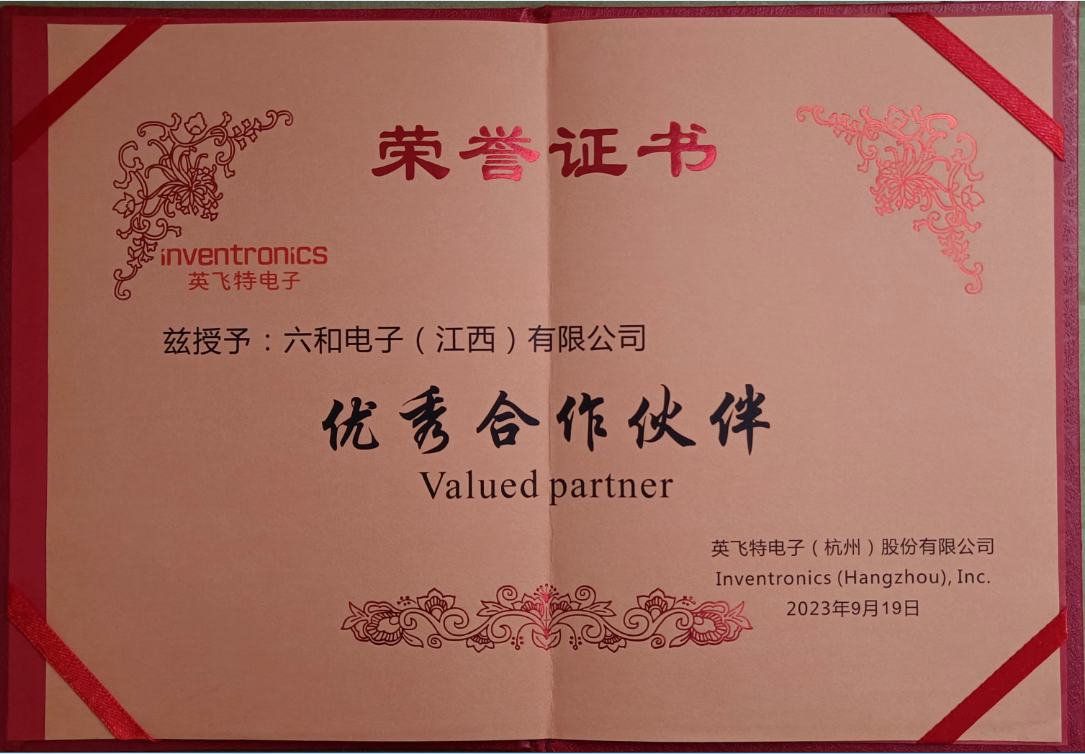 荣誉证书
inventronics
英飞特电子
兹授予：六和电子（江西）有限公司
优秀合作伙伴
Valued partner
英飞特电子（杭州）股份有限公司
Inventronics (Hangzhou), Inc.
2023年9月19日